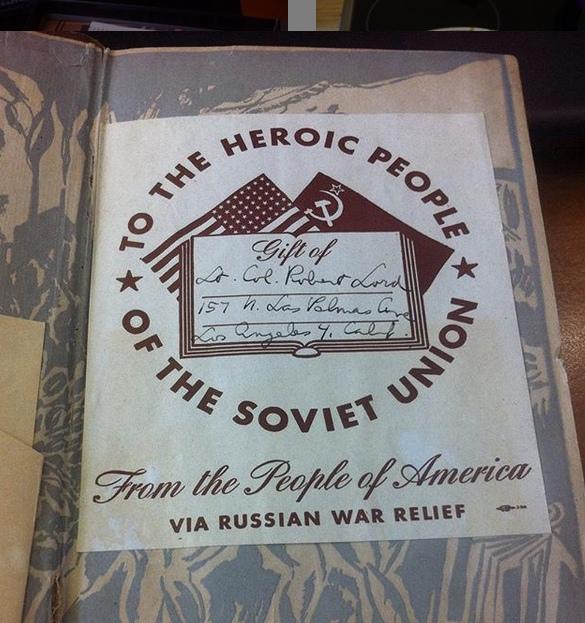 TO THE HEROIC PEOPLE
OF THE SOVIET UNION
Gift of
Lt. Col. Robert Lord
157 N. Las Palmas Ave
Los Angeles 4, Calif.
From the People of America
VIA RUSSIAN WAR RELIEF